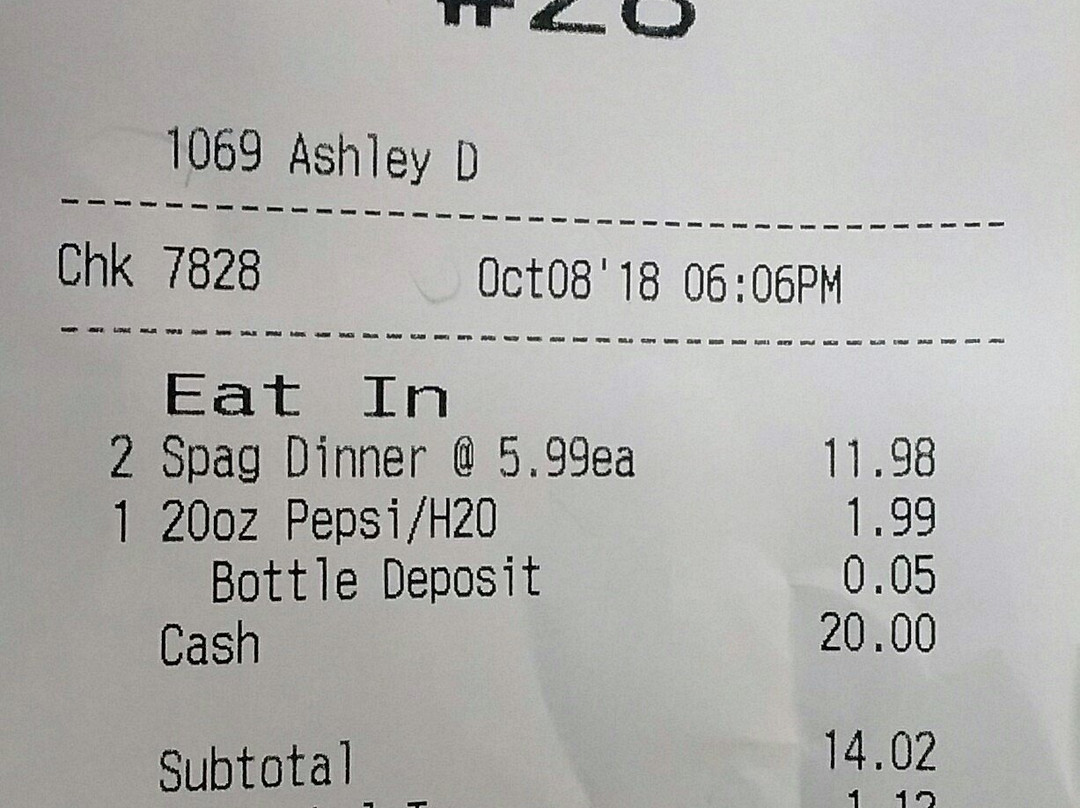 1069 Ashley D
Chk 7828 Oct08'18 06:06PM
Eat In
2 Spag Dinner @ 5.99ea 11.98
1 20oz Pepsi/H2O 1.99
Bottle Deposit 0.05
Cash 20.00
Subtotal 14.02